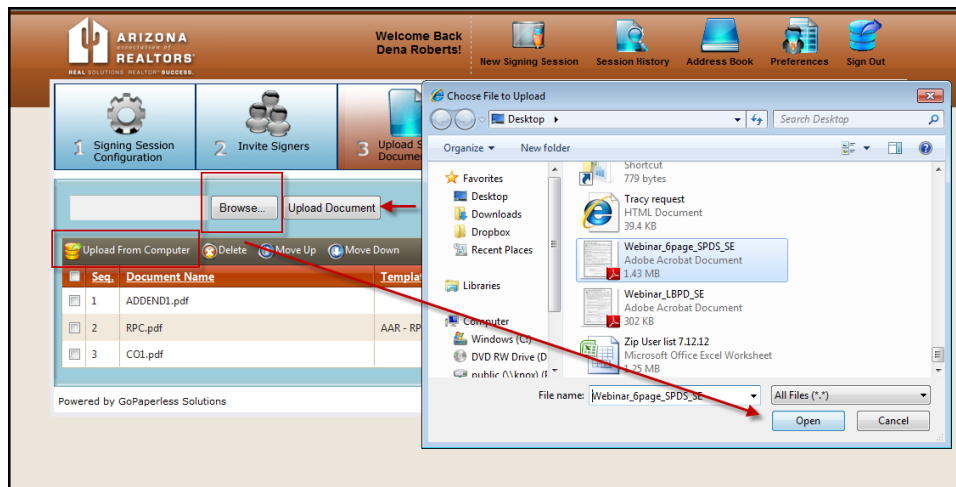 ARIZONA
association of
REALTORS®
REAL SOLUTIONS. REALTOR® SUCCESS.
Welcome Back
Dena Roberts!
New Signing Session
Session History
Address Book
Preferences
Sign Out
1 Signing Session
Configuration
2 Invite Signers
3 Upload S
Docume
Browse...
Upload Document
Upload From Computer
Delete
Move Up
Move Down
Seq. Document Name Templat
1 ADDEND1.pdf
2 RPC.pdf AAR - RP
3 CO1.pdf
Powered by GoPaperless Solutions
Choose File to Upload
Desktop
Search Desktop
Organize
New folder
Favorites
Desktop
Downloads
Dropbox
Recent Places
Libraries
Computer
Windows (C:)
DVD RW Drive (D
public (\\knox) (F
Shortcut
779 bytes
Tracy request
HTML Document
39.4 KB
Webinar_6page_SPDS_SE
Adobe Acrobat Document
1.43 MB
Webinar_LBPD_SE
Adobe Acrobat Document
302 KB
Zip User list 7.12.12
Microsoft Office Excel Worksheet
1.25 MB
File name: Webinar_6page_SPDS_SE
All Files (*.*)
Open
Cancel